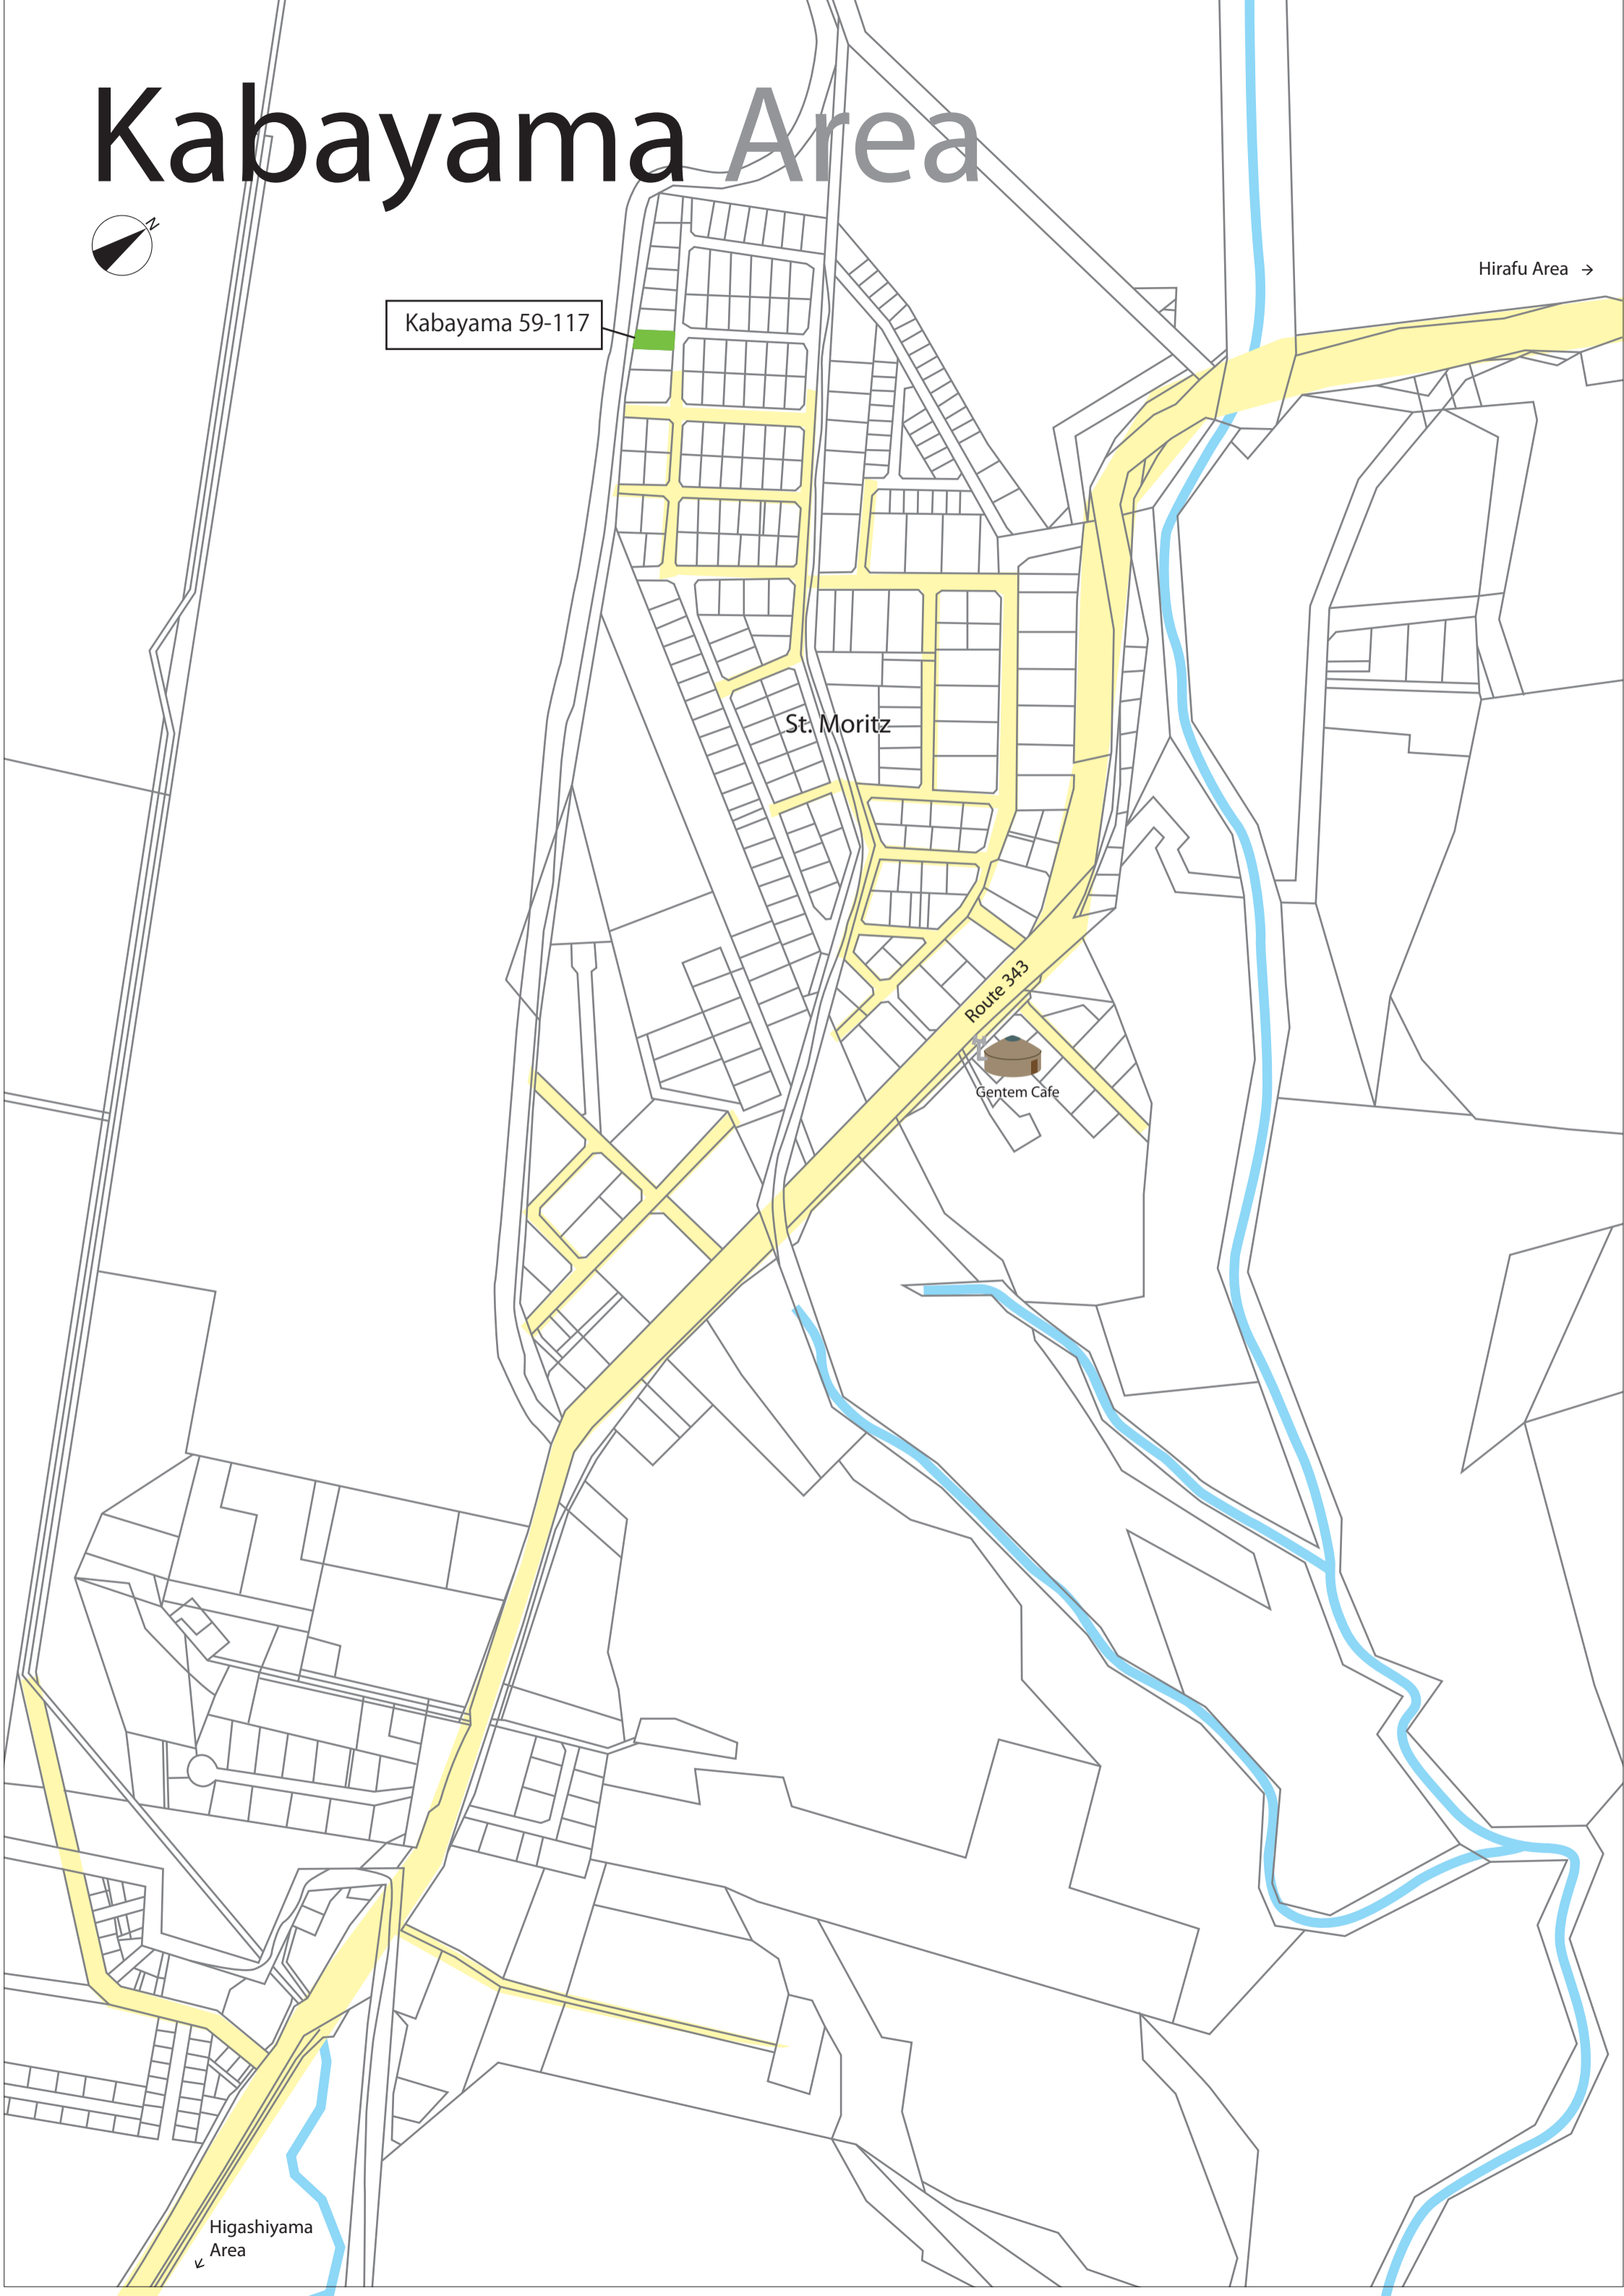 Kabayama Area
N
Hirafu Area →
Kabayama 59-117
St. Moritz
Route 343
Gentem Cafe
Higashiyama
Area
↙